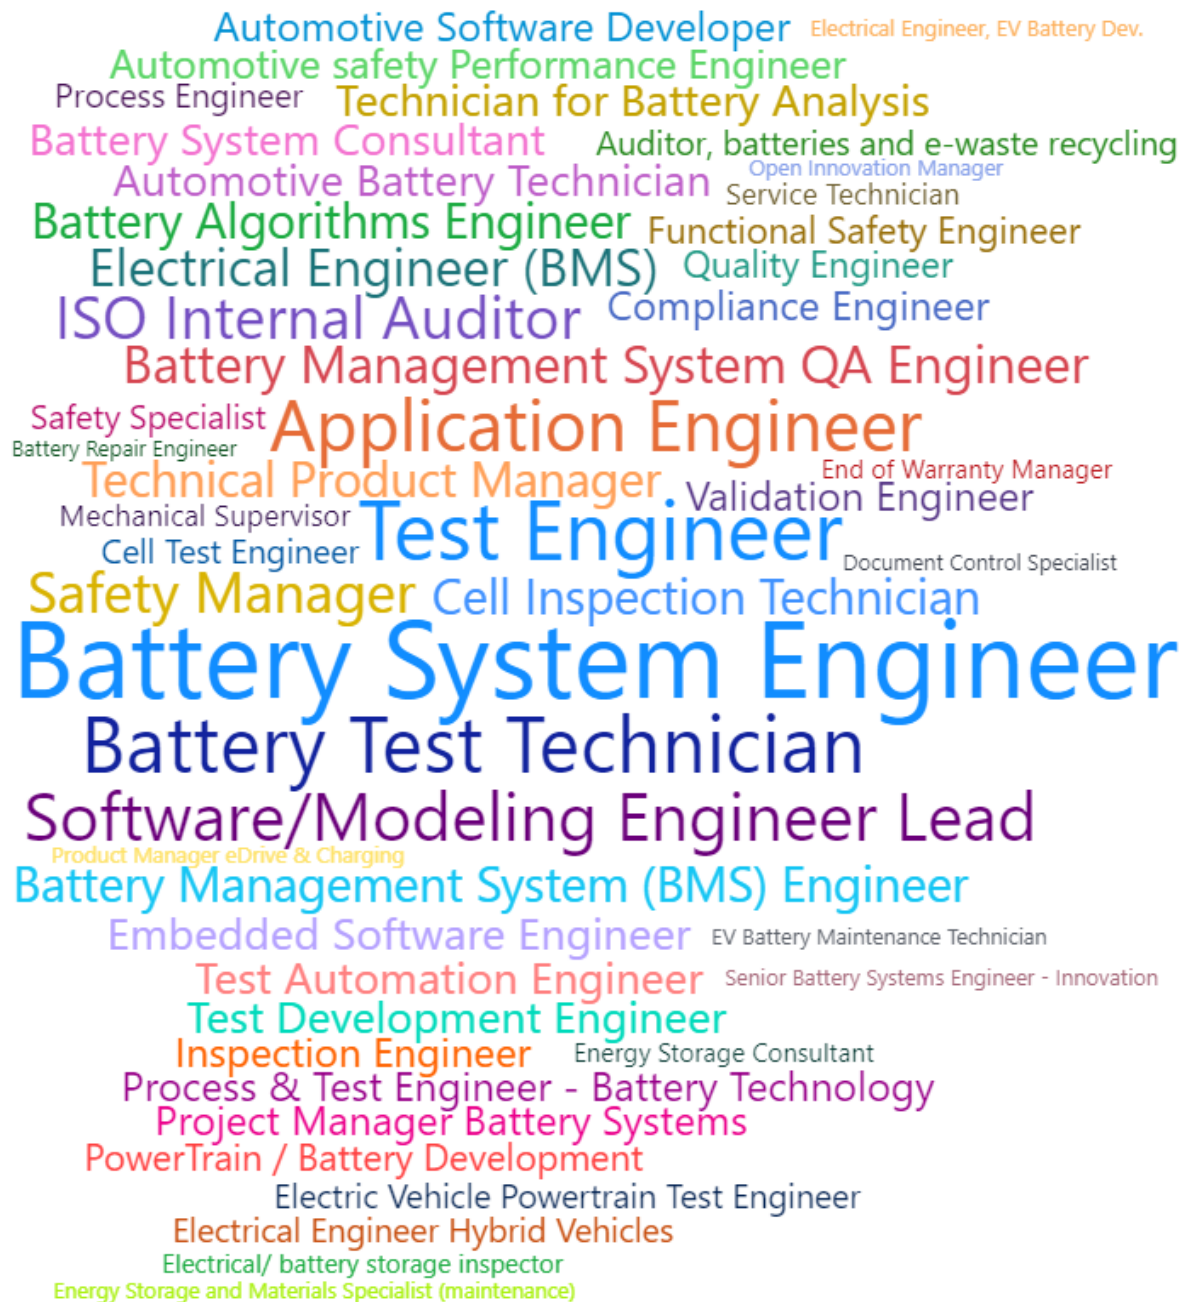 Automotive Software Developer
Electrical Engineer, EV Battery Dev.
Automotive safety Performance Engineer
Process Engineer
Technician for Battery Analysis
Battery System Consultant
Auditor, batteries and e-waste recycling
Open Innovation Manager
Automotive Battery Technician
Service Technician
Battery Algorithms Engineer
Functional Safety Engineer
Electrical Engineer (BMS)
Quality Engineer
ISO Internal Auditor
Compliance Engineer
Battery Management System QA Engineer
Safety Specialist
Application Engineer
Battery Repair Engineer
Technical Product Manager
End of Warranty Manager
Validation Engineer
Mechanical Supervisor
Test Engineer
Cell Test Engineer
Document Control Specialist
Safety Manager
Cell Inspection Technician
Battery System Engineer
Battery Test Technician
Software/Modeling Engineer Lead
Product Manager eDrive & Charging
Battery Management System (BMS) Engineer
Embedded Software Engineer
EV Battery Maintenance Technician
Test Automation Engineer
Senior Battery Systems Engineer - Innovation
Test Development Engineer
Inspection Engineer
Energy Storage Consultant
Process & Test Engineer - Battery Technology
Project Manager Battery Systems
PowerTrain / Battery Development
Electric Vehicle Powertrain Test Engineer
Electrical Engineer Hybrid Vehicles
Electrical/ battery storage inspector
Energy Storage and Materials Specialist (maintenance)